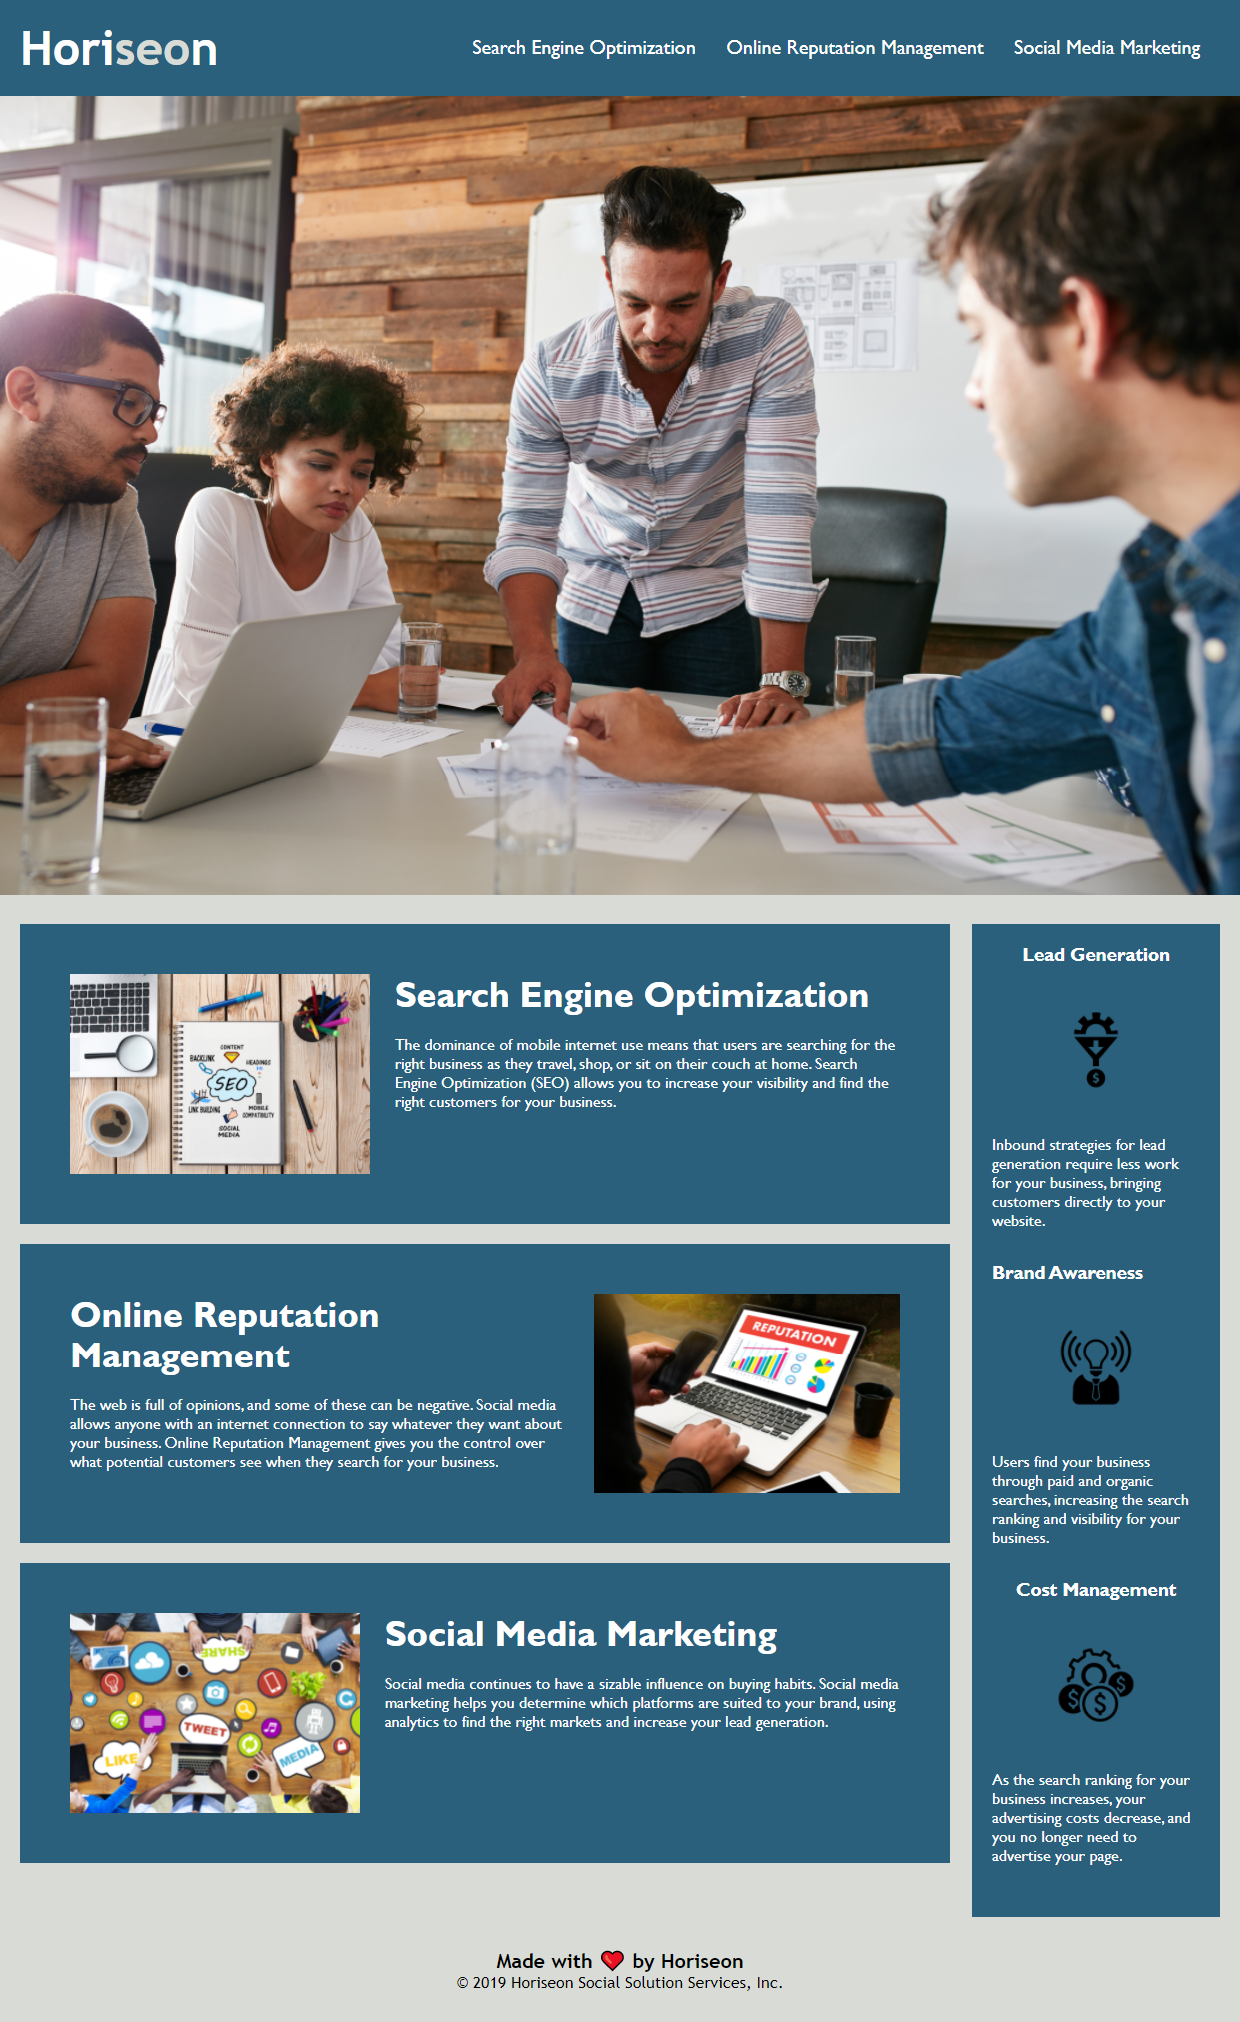 Horiseon
Search Engine Optimization
Online Reputation Management
Social Media Marketing
CONTENT
BACKLINK
HEADINGS
SEO
LINK BUILDING
MOBILE
COMPATIBILITY
SOCIAL
MEDIA
Search Engine Optimization
The dominance of mobile internet use means that users are searching for the
right business as they travel, shop, or sit on their couch at home. Search
Engine Optimization (SEO) allows you to increase your visibility and find the
right customers for your business.
Online Reputation
Management
The web is full of opinions, and some of these can be negative. Social media
allows anyone with an internet connection to say whatever they want about
your business. Online Reputation Management gives you the control over
what potential customers see when they search for your business.
REPUTATION
SHARE
TWEET
LIKE
MEDIA
Social Media Marketing
Social media continues to have a sizable influence on buying habits. Social media
marketing helps you determine which platforms are suited to your brand, using
analytics to find the right markets and increase your lead generation.
Lead Generation
$
Inbound strategies for lead
generation require less work
for your business, bringing
customers directly to your
website.
Brand Awareness
Users find your business
through paid and organic
searches, increasing the search
ranking and visibility for your
business.
Cost Management
$ $ $
As the search ranking for your
business increases, your
advertising costs decrease, and
you no longer need to
advertise your page.
Made with ❤️ by Horiseon
© 2019 Horiseon Social Solution Services, Inc.